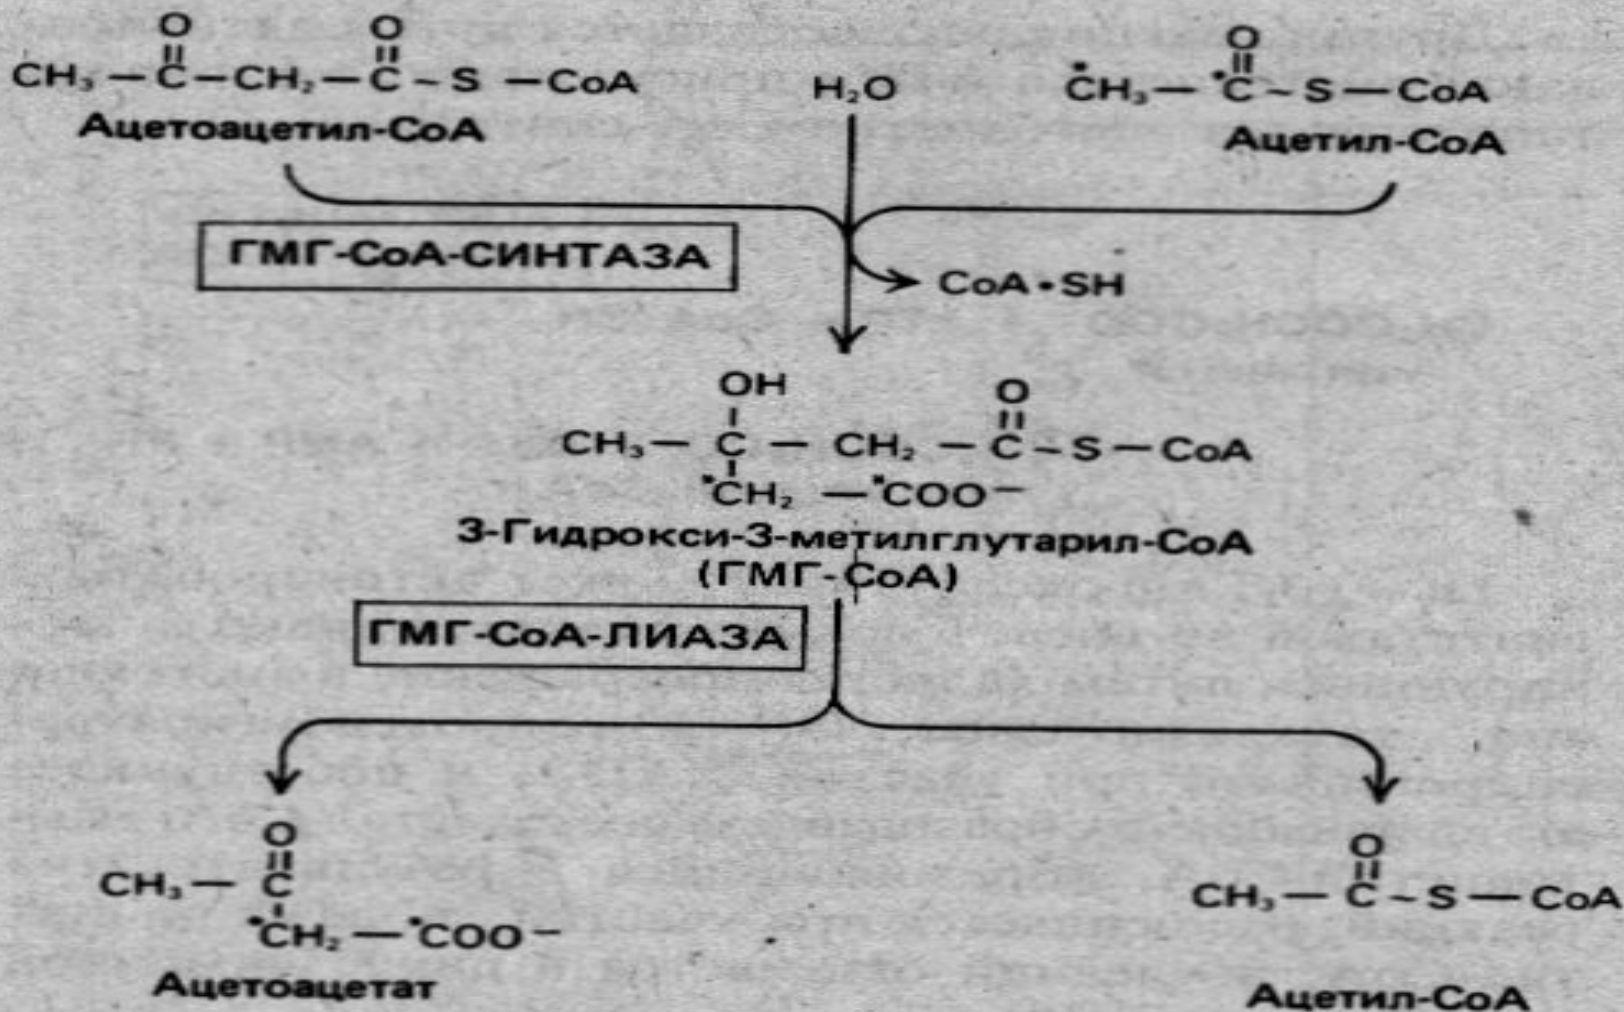 O O O
CH₃ — C — CH₂ — C ~ S — CoA H₂O •CH₃ — •C ~ S — CoA
Ацетоацетил-CoA Ацетил-CoA
ГМГ-CoA-СИНТАЗА
CoA•SH
OH O
CH₃ — C — CH₂ — C ~ S — CoA
•CH₂ — •COO⁻
3-Гидрокси-3-метилглутарил-CoA
(ГМГ-CoA)
ГМГ-CoA-ЛИАЗА
O O
CH₃ — C CH₃ — C ~ S — CoA
•CH₂ — •COO⁻
Ацетоацетат Ацетил-CoA